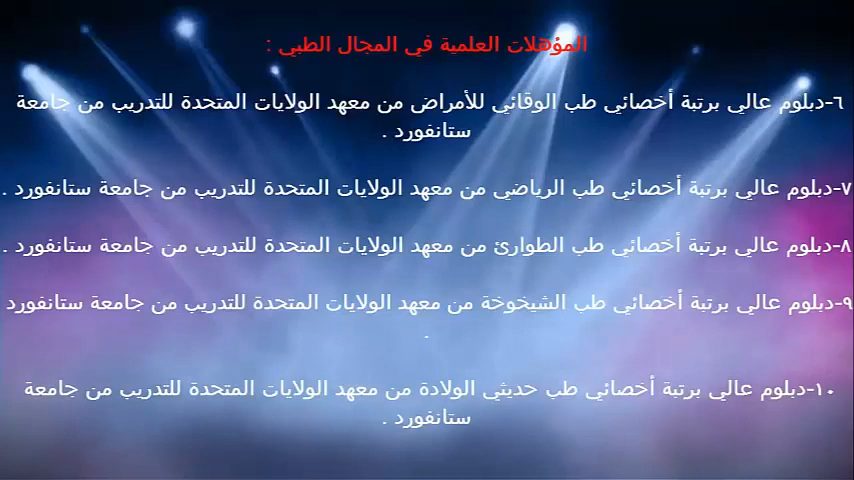 المؤهلات العلمية في المجال الطبي :
٦-دبلوم عالي برتبة أخصائي طب الوقائي للأمراض من معهد الولايات المتحدة للتدريب من جامعة
ستانفورد .
٧-دبلوم عالي برتبة أخصائي طب الرياضي من معهد الولايات المتحدة للتدريب من جامعة ستانفورد .
٨-دبلوم عالي برتبة أخصائي طب الطوارئ من معهد الولايات المتحدة للتدريب من جامعة ستانفورد .
٩-دبلوم عالي برتبة أخصائي طب الشيخوخة من معهد الولايات المتحدة للتدريب من جامعة ستانفورد
.
١٠-دبلوم عالي برتبة أخصائي طب حديثي الولادة من معهد الولايات المتحدة للتدريب من جامعة
ستانفورد .